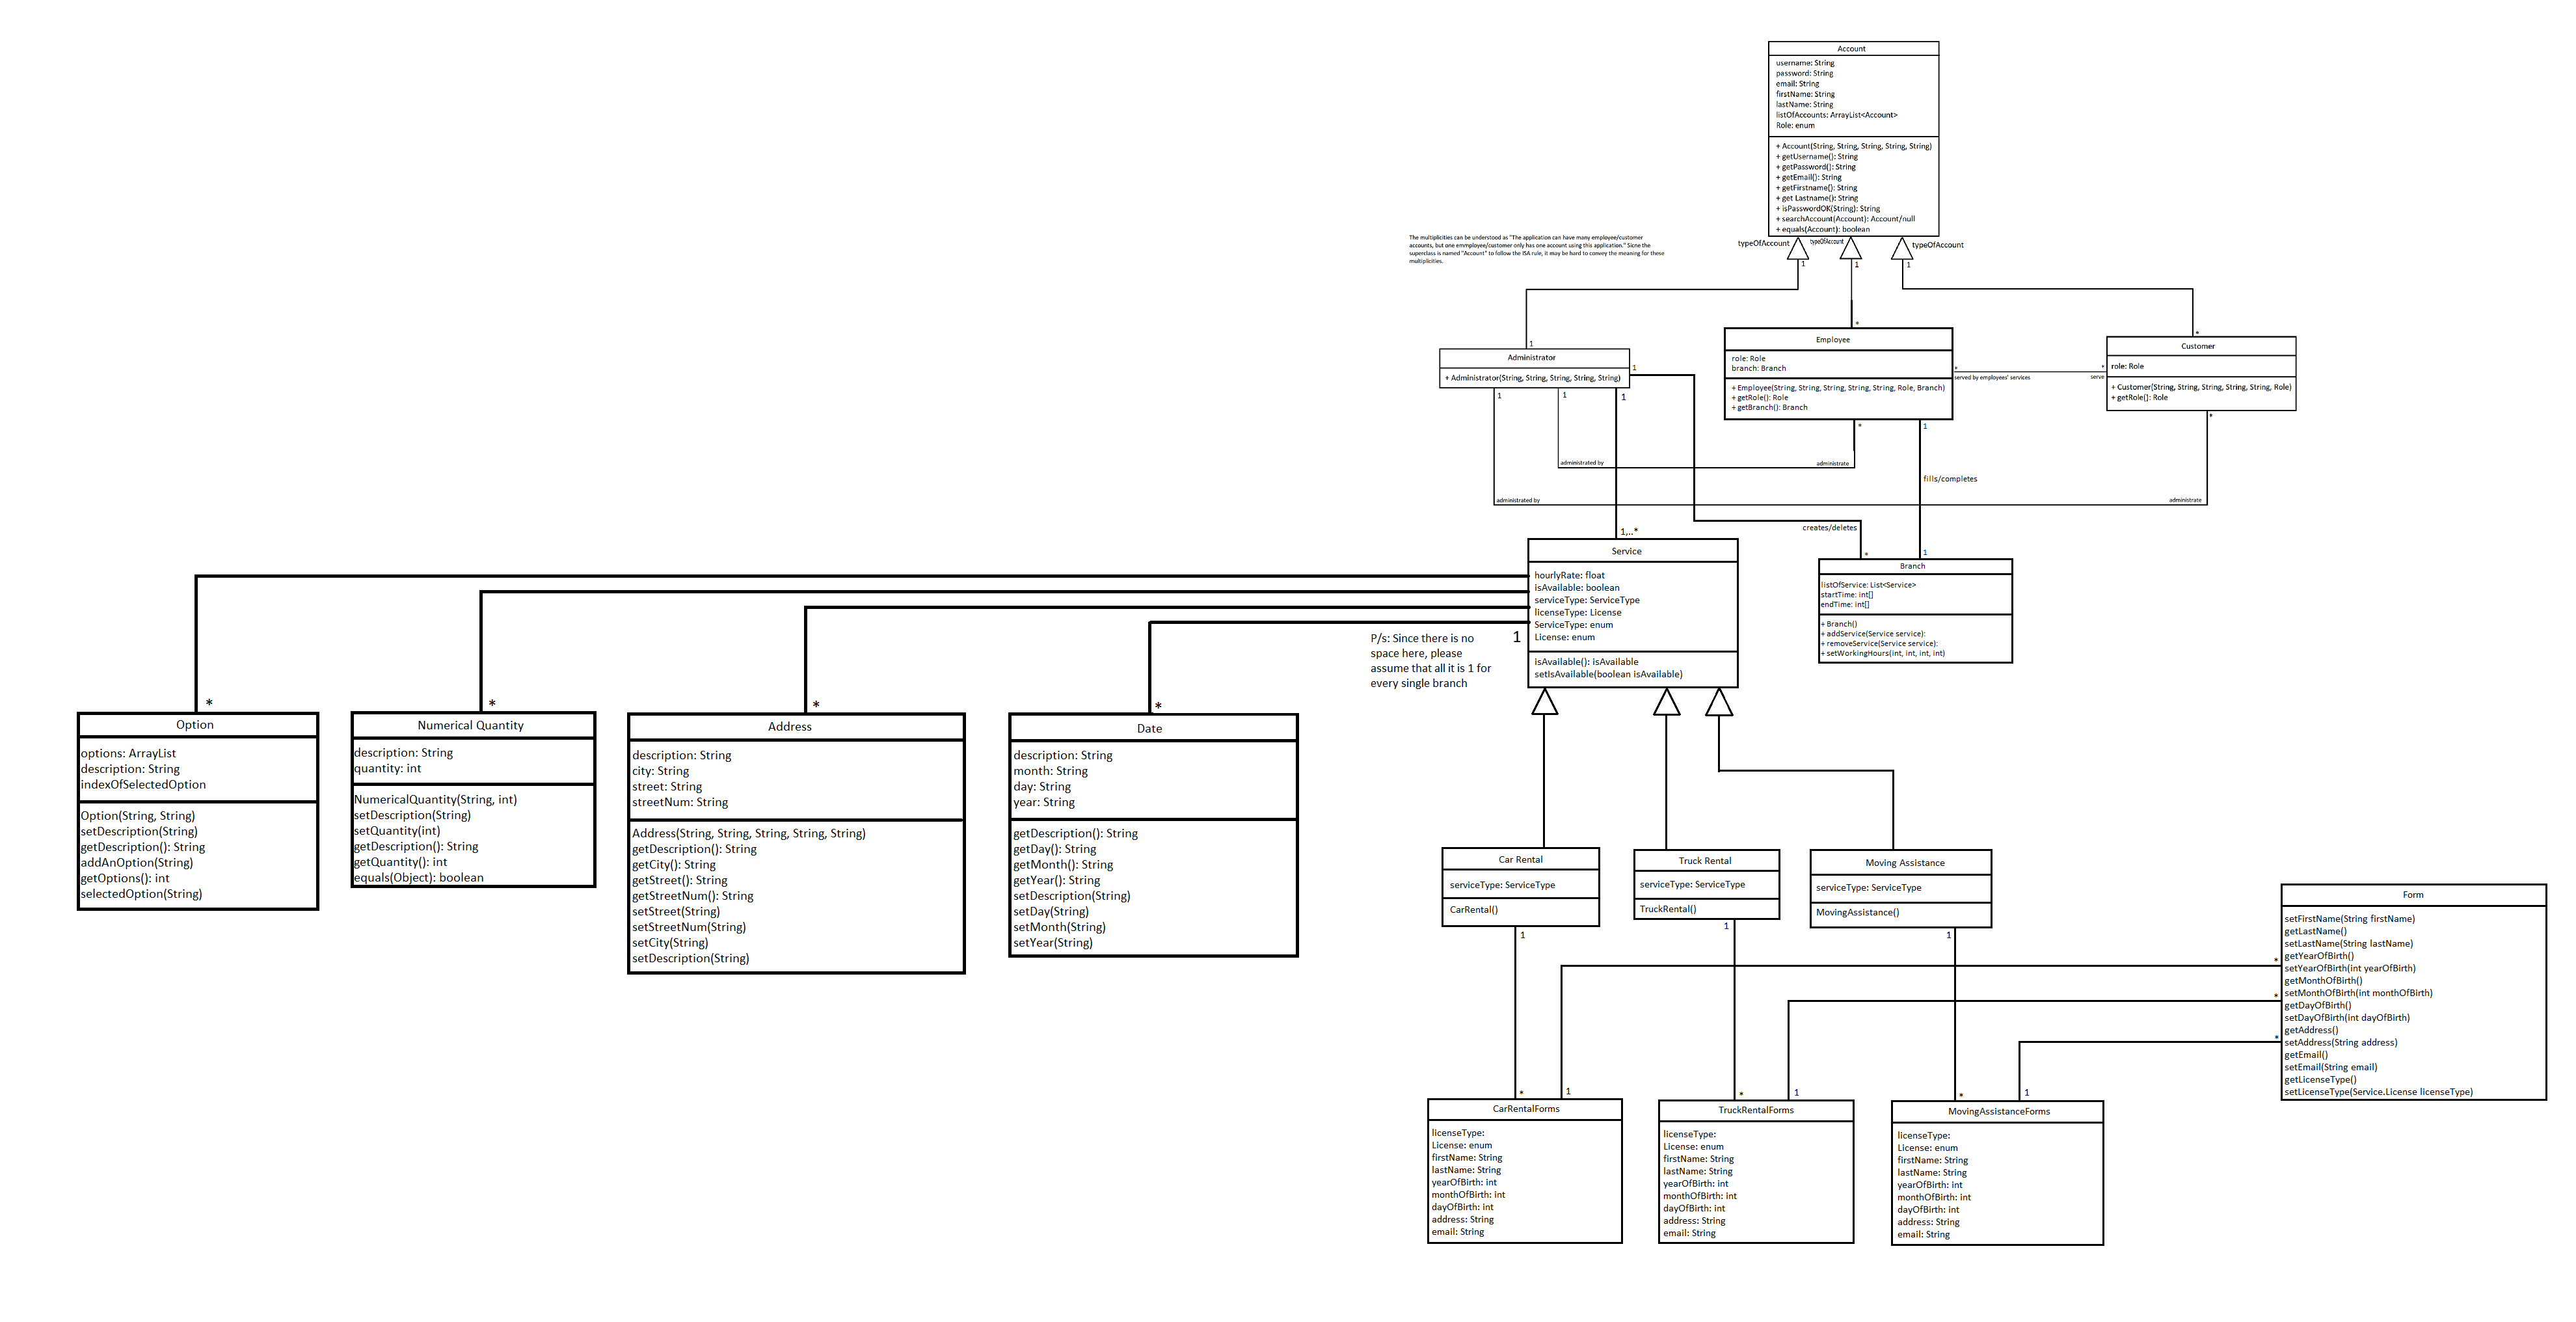 Account
username: String
password: String
email: String
firstName: String
lastName: String
listOfAccounts: ArrayList<Account>
Role: enum
+ Account(String, String, String, String, String)
+ getUsername(): String
+ getPassword(): String
+ getEmail(): String
+ getFirstname(): String
+ get Lastname(): String
+ isPasswordOK(String): String
+ searchAccount(Account): Account/null
+ equals(Account): boolean
typeOfAccount
typeOfAccount
typeOfAccount
1
1
1
The multiplicities can be understood as "The application can have many employee/customer
accounts, but one emmployee/customer only has one account using this application." Sicne the
superclass is named "Account" to follow the ISA rule, it may be hard to convey the meaning for these
multiplicities.
1
*
*
Administrator
+ Administrator(String, String, String, String, String)
1
1
1
1
Employee
role: Role
branch: Branch
+ Employee(String, String, String, String, String, Role, Branch)
+ getRole(): Role
+ getBranch(): Branch
*
served by employees' services
*
serve
*
1
Customer
role: Role
+ Customer(String, String, String, String, String, Role)
+ getRole(): Role
*
administrated by
administrate
fills/completes
administrated by
administrate
creates/deletes
1,..*
*
1
Service
hourlyRate: float
isAvailable: boolean
serviceType: ServiceType
licenseType: License
ServiceType: enum
License: enum
isAvailable(): isAvailable
setIsAvailable(boolean isAvailable)
Branch
listOfService: List<Service>
startTime: int[]
endTime: int[]
+ Branch()
+ addService(Service service):
+ removeService(Service service):
+ setWorkingHours(int, int, int, int)
P/s: Since there is no
space here, please
assume that all it is 1 for
every single branch
1
*
*
*
*
Option
options: ArrayList
description: String
indexOfSelectedOption
Option(String, String)
setDescription(String)
getDescription(): String
addAnOption(String)
getOptions(): int
selectedOption(String)
Numerical Quantity
description: String
quantity: int
NumericalQuantity(String, int)
setDescription(String)
setQuantity(int)
getDescription(): String
getQuantity(): int
equals(Object): boolean
Address
description: String
city: String
street: String
streetNum: String
Address(String, String, String, String, String)
getDescription(): String
getCity(): String
getStreet(): String
getStreetNum(): String
setStreet(String)
setStreetNum(String)
setCity(String)
setDescription(String)
Date
description: String
month: String
day: String
year: String
getDescription(): String
getDay(): String
getMonth(): String
getYear(): String
setDescription(String)
setDay(String)
setMonth(String)
setYear(String)
Car Rental
serviceType: ServiceType
CarRental()
1
Truck Rental
serviceType: ServiceType
TruckRental()
1
Moving Assistance
serviceType: ServiceType
MovingAssistance()
1
Form
setFirstName(String firstName)
getLastName()
setLastName(String lastName)
getYearOfBirth()
setYearOfBirth(int yearOfBirth)
getMonthOfBirth()
setMonthOfBirth(int monthOfBirth)
getDayOfBirth()
setDayOfBirth(int dayOfBirth)
getAddress()
setAddress(String address)
getEmail()
setEmail(String email)
getLicenseType()
setLicenseType(Service.License licenseType)
*
*
*
*
1
*
1
*
1
CarRentalForms
licenseType:
License: enum
firstName: String
lastName: String
yearOfBirth: int
monthOfBirth: int
dayOfBirth: int
address: String
email: String
TruckRentalForms
licenseType:
License: enum
firstName: String
lastName: String
yearOfBirth: int
monthOfBirth: int
dayOfBirth: int
address: String
email: String
MovingAssistanceForms
licenseType:
License: enum
firstName: String
lastName: String
yearOfBirth: int
monthOfBirth: int
dayOfBirth: int
address: String
email: String